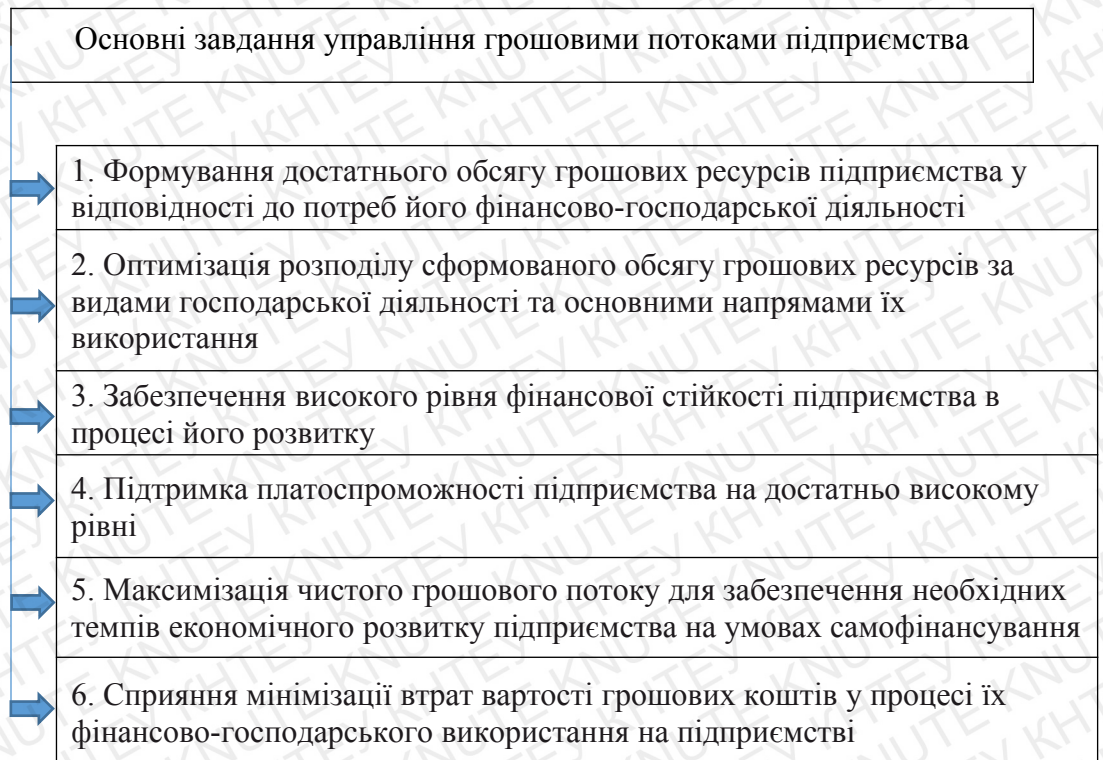 Основні завдання управління грошовими потоками підприємства
1. Формування достатнього обсягу грошових ресурсів підприємства у
відповідності до потреб його фінансово-господарської діяльності
2. Оптимізація розподілу сформованого обсягу грошових ресурсів за
видами господарської діяльності та основними напрямами їх
використання
3. Забезпечення високого рівня фінансової стійкості підприємства в
процесі його розвитку
4. Підтримка платоспроможності підприємства на достатньо високому
рівні
5. Максимізація чистого грошового потоку для забезпечення необхідних
темпів економічного розвитку підприємства на умовах самофінансування
6. Сприяння мінімізації втрат вартості грошових коштів у процесі їх
фінансово-господарського використання на підприємстві